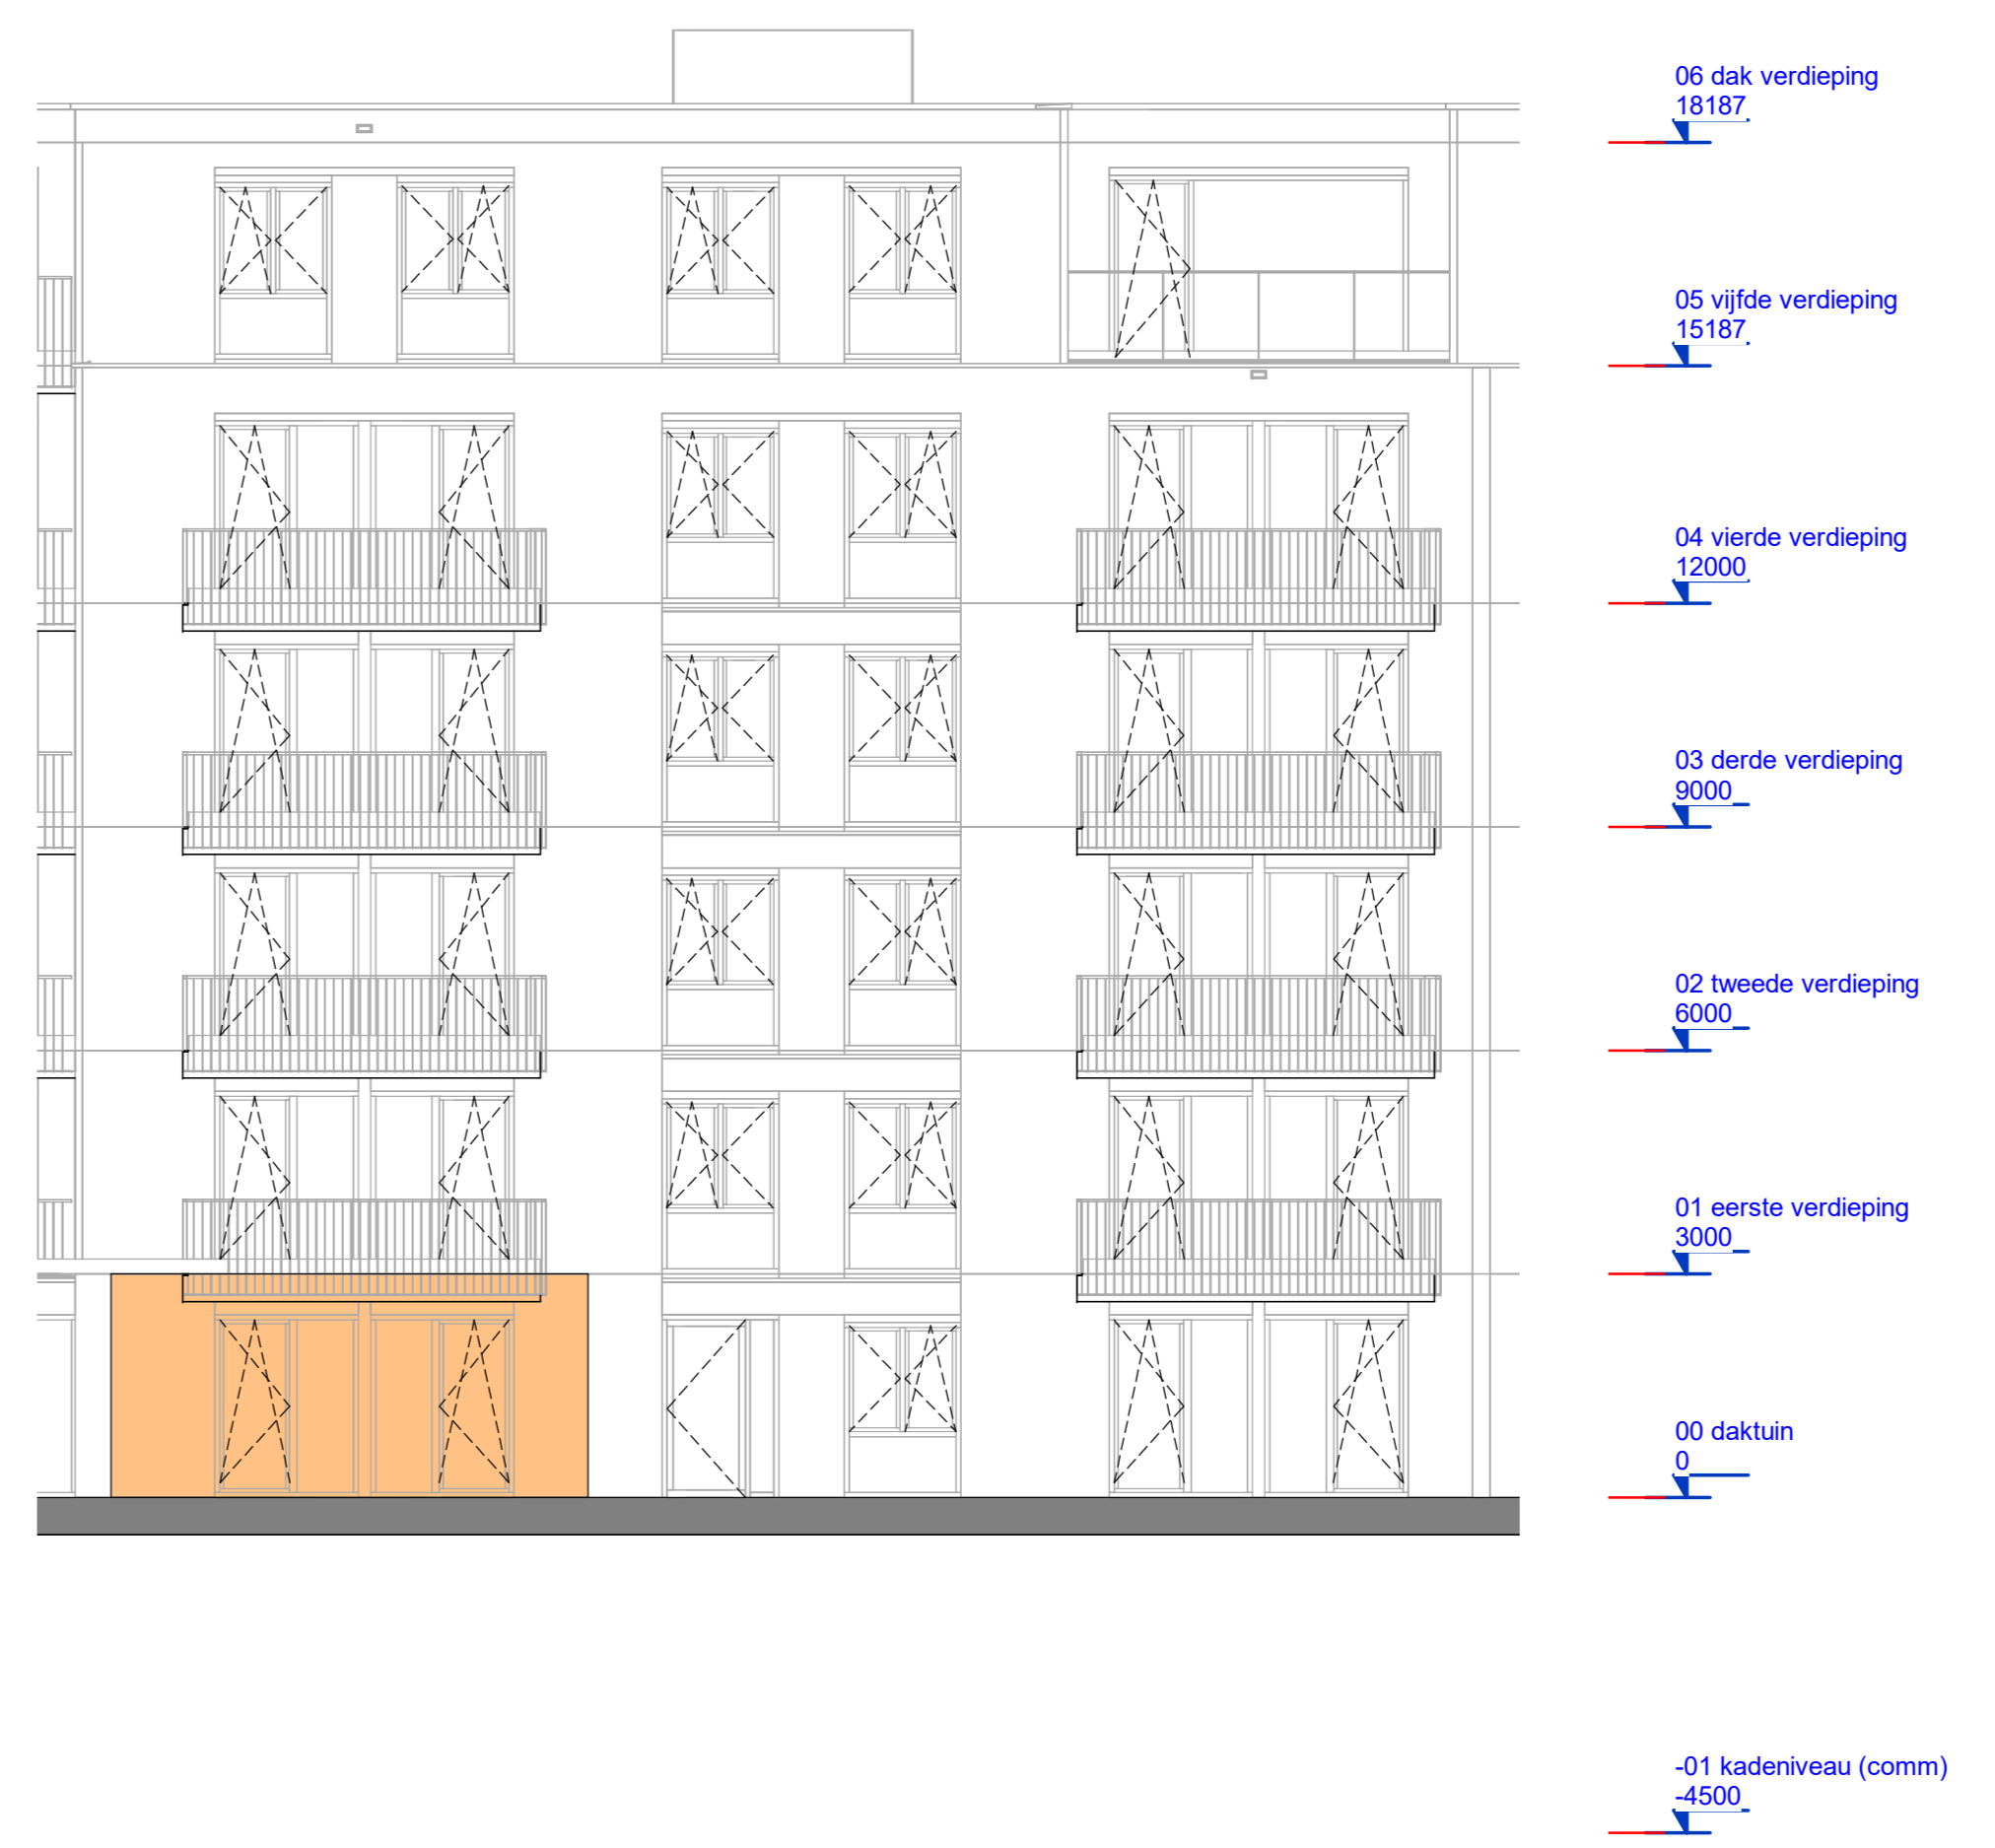 06 dak verdieping
18187
05 vijfde verdieping
15187
04 vierde verdieping
12000
03 derde verdieping
9000
02 tweede verdieping
6000
01 eerste verdieping
3000
00 daktuin
0
-01 kadeniveau (comm)
-4500